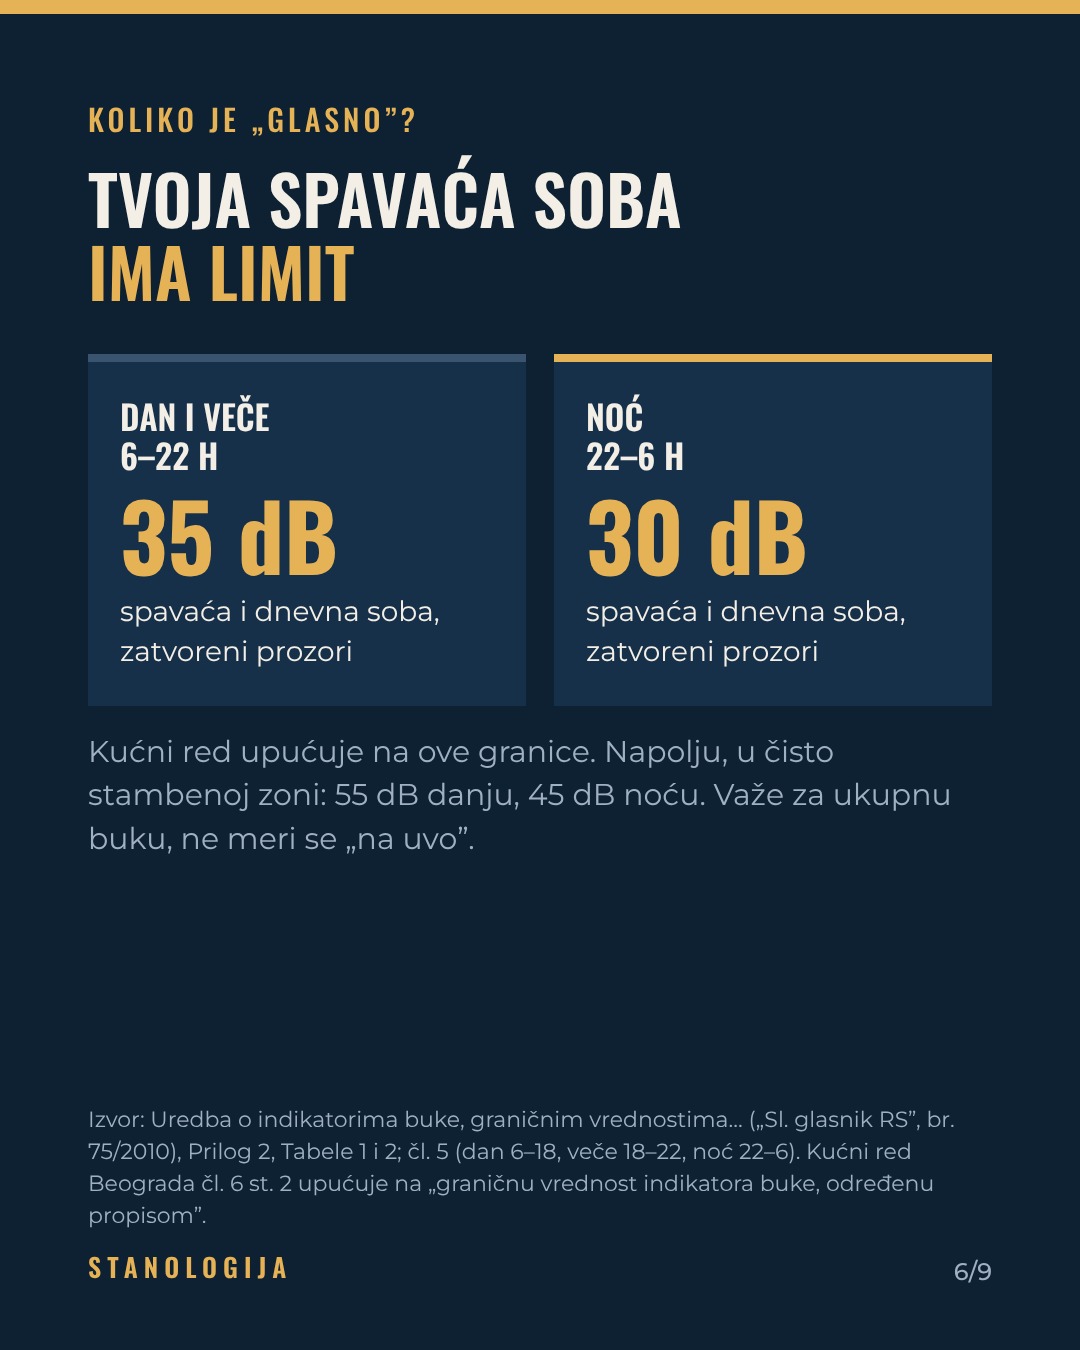 KOLIKO JE „GLASNO”?
TVOJA SPAVAĆA SOBA
IMA LIMIT
DAN I VEČE
6–22 H
35 dB
spavaća i dnevna soba,
zatvoreni prozori
NOĆ
22–6 H
30 dB
spavaća i dnevna soba,
zatvoreni prozori
Kućni red upućuje na ove granice. Napolju, u čisto
stambenoj zoni: 55 dB danju, 45 dB noću. Važe za ukupnu
buku, ne meri se „na uvo”.
Izvor: Uredba o indikatorima buke, graničnim vrednostima... („Sl. glasnik RS”, br.
75/2010), Prilog 2, Tabele 1 i 2; čl. 5 (dan 6–18, veče 18–22, noć 22–6). Kućni red
Beograda čl. 6 st. 2 upućuje na „graničnu vrednost indikatora buke, određenu
propisom”.
STANOLOGIJA
6/9